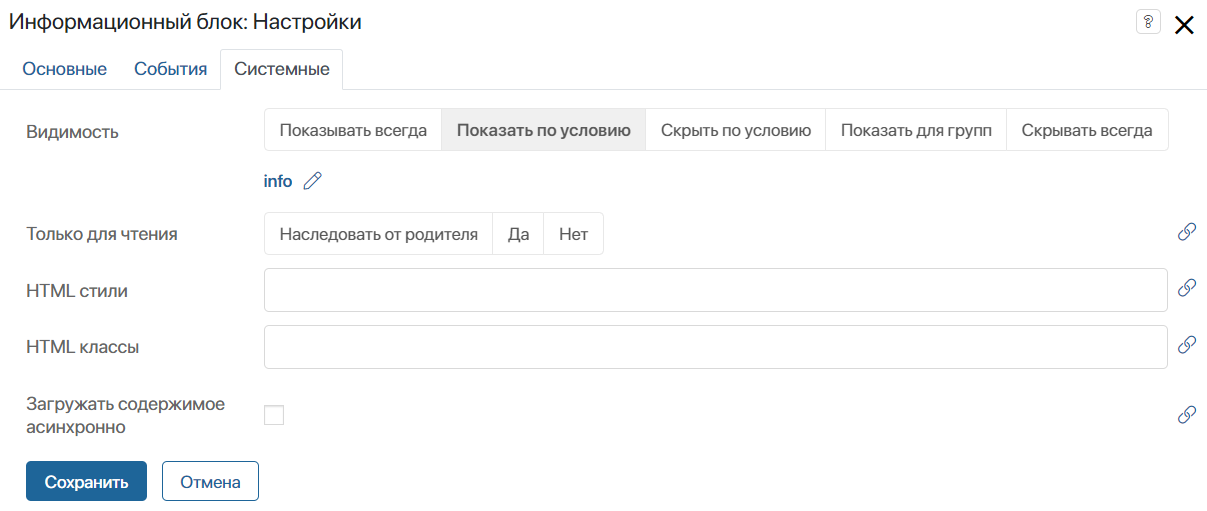 Информационный блок: Настройки
?
Основные События Системные
Видимость Показывать всегда Показать по условию Скрыть по условию Показать для групп Скрывать всегда
info
Только для чтения Наследовать от родителя Да Нет
HTML стили
HTML классы
Загружать содержимое
асинхронно
Сохранить Отмена